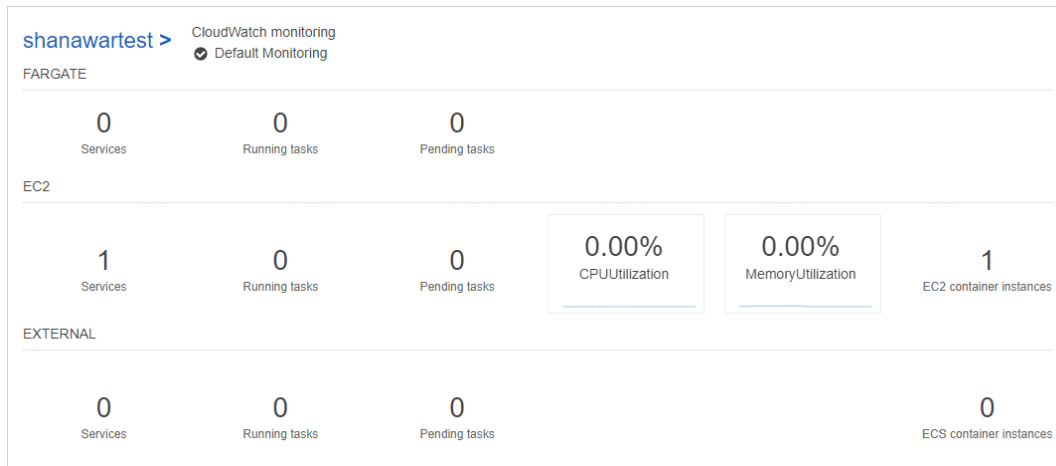 shanawartest >
CloudWatch monitoring
Default Monitoring
FARGATE
0
Services
0
Running tasks
0
Pending tasks
EC2
1
Services
0
Running tasks
0
Pending tasks
0.00%
CPUUtilization
0.00%
MemoryUtilization
1
EC2 container instances
EXTERNAL
0
Services
0
Running tasks
0
Pending tasks
0
ECS container instances